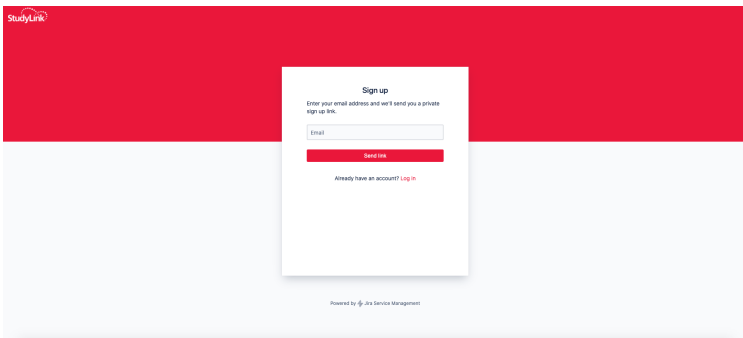 StudyLink
Sign up
Enter your email address and we'll send you a private
sign up link.
Email
Send link
Already have an account? Log in
Powered by Jira Service Management